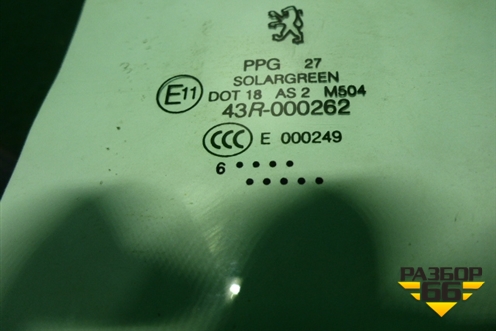 PPG 27
SOLARGREEN
E11 DOT 18 AS 2 M504
43R-000262
CCC E 000249
6 • • • •
• • • • •
РАЗБОР
66